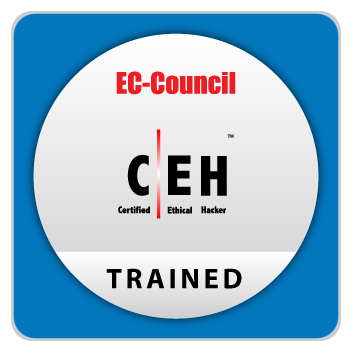 EC-Council
™
C|EH
Certified Ethical Hacker
TRAINED